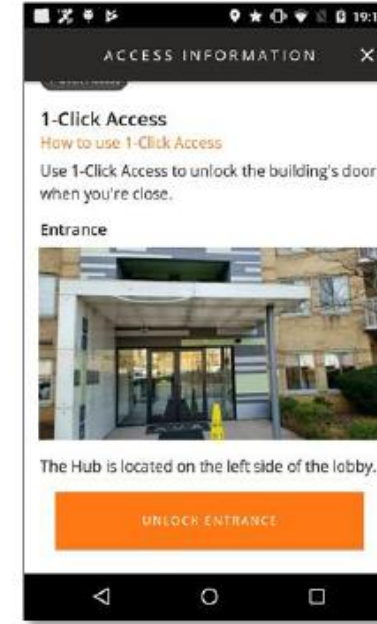 19:1
ACCESS INFORMATION ×
1-Click Access
How to use 1-Click Access
Use 1-Click Access to unlock the building's door
when you're close.
Entrance
The Hub is located on the left side of the lobby.
UNLOCK ENTRANCE